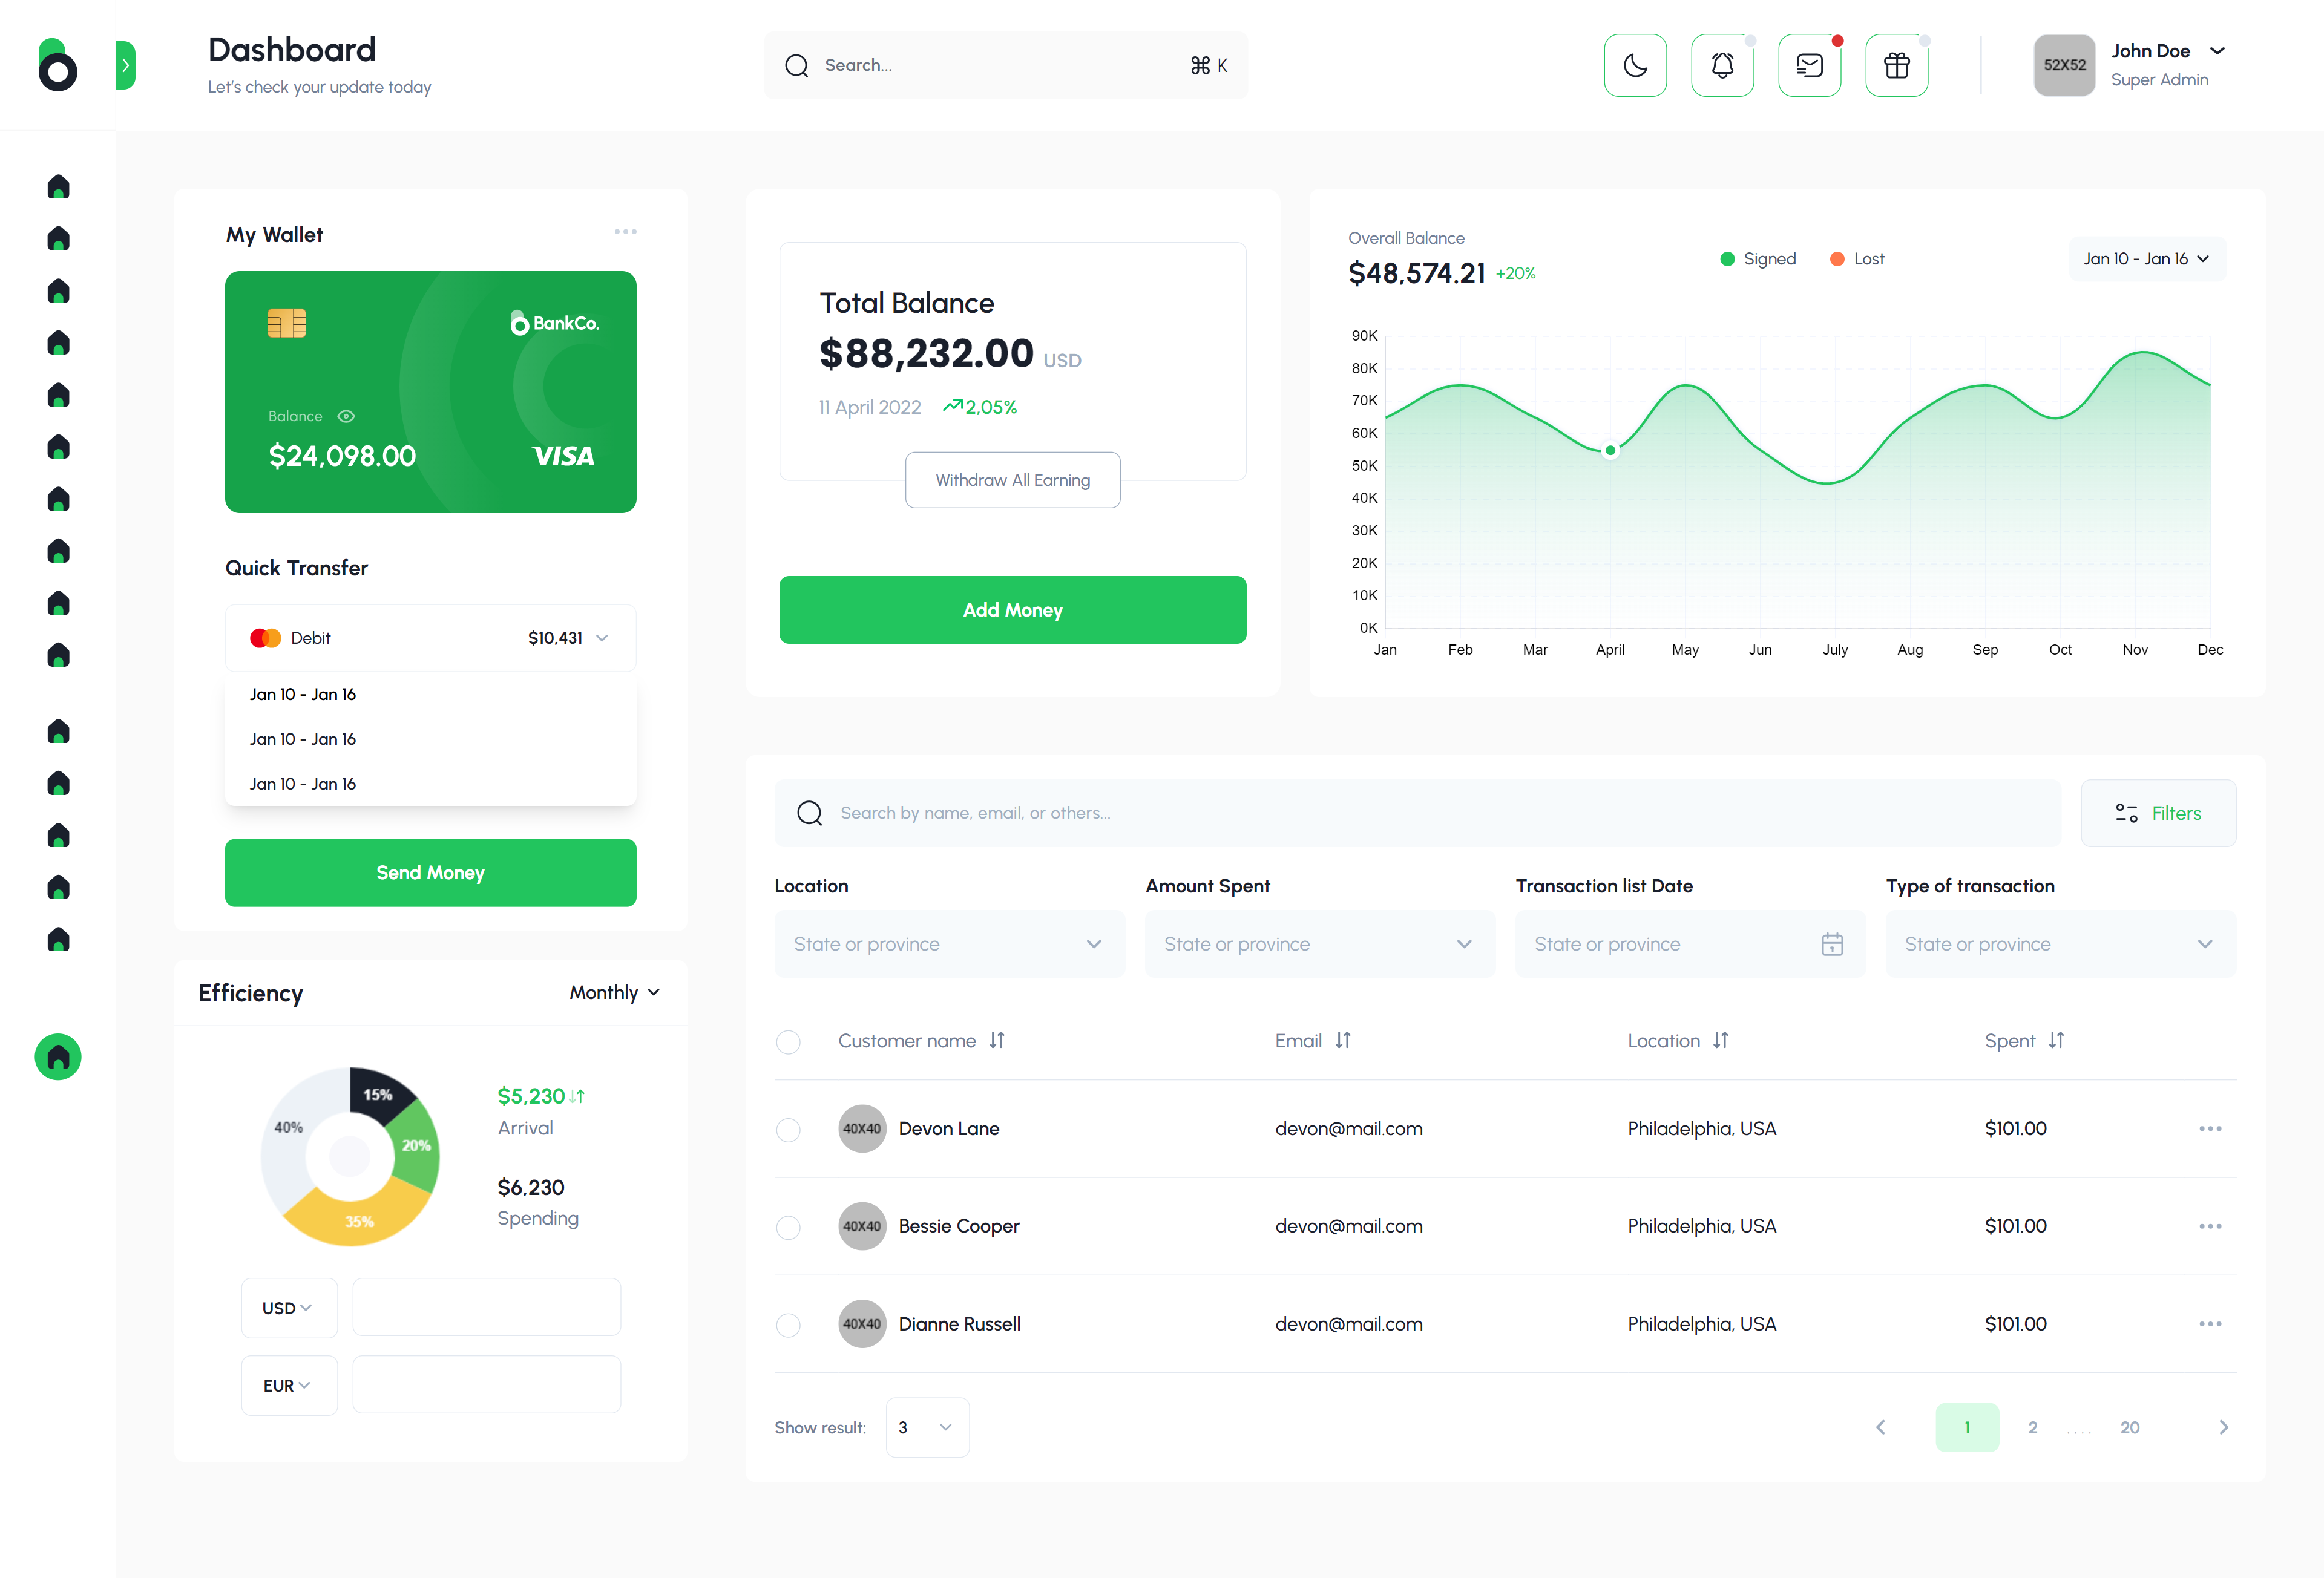 Dashboard
Let's check your update today
Search...
⌘ K
52X52
John Doe
Super Admin
My Wallet
BankCo.
Balance
$24,098.00
VISA
Quick Transfer
Debit
$10,431
Jan 10 - Jan 16
Jan 10 - Jan 16
Jan 10 - Jan 16
Send Money
Efficiency
Monthly
15%
40%
20%
35%
$5,230
Arrival
$6,230
Spending
USD
EUR
Total Balance
$88,232.00 USD
11 April 2022 2,05%
Withdraw All Earning
Add Money
Overall Balance
$48,574.21 +20%
Signed
Lost
Jan 10 - Jan 16
90K
80K
70K
60K
50K
40K
30K
20K
10K
0K
Jan Feb Mar April May Jun July Aug Sep Oct Nov Dec
Search by name, email, or others...
Filters
Location Amount Spent Transaction list Date Type of transaction
State or province State or province State or province 1 State or province
Customer name Email Location Spent
40X40 Devon Lane devon@mail.com Philadelphia, USA $101.00
40X40 Bessie Cooper devon@mail.com Philadelphia, USA $101.00
40X40 Dianne Russell devon@mail.com Philadelphia, USA $101.00
Show result: 3
1 2 .... 20